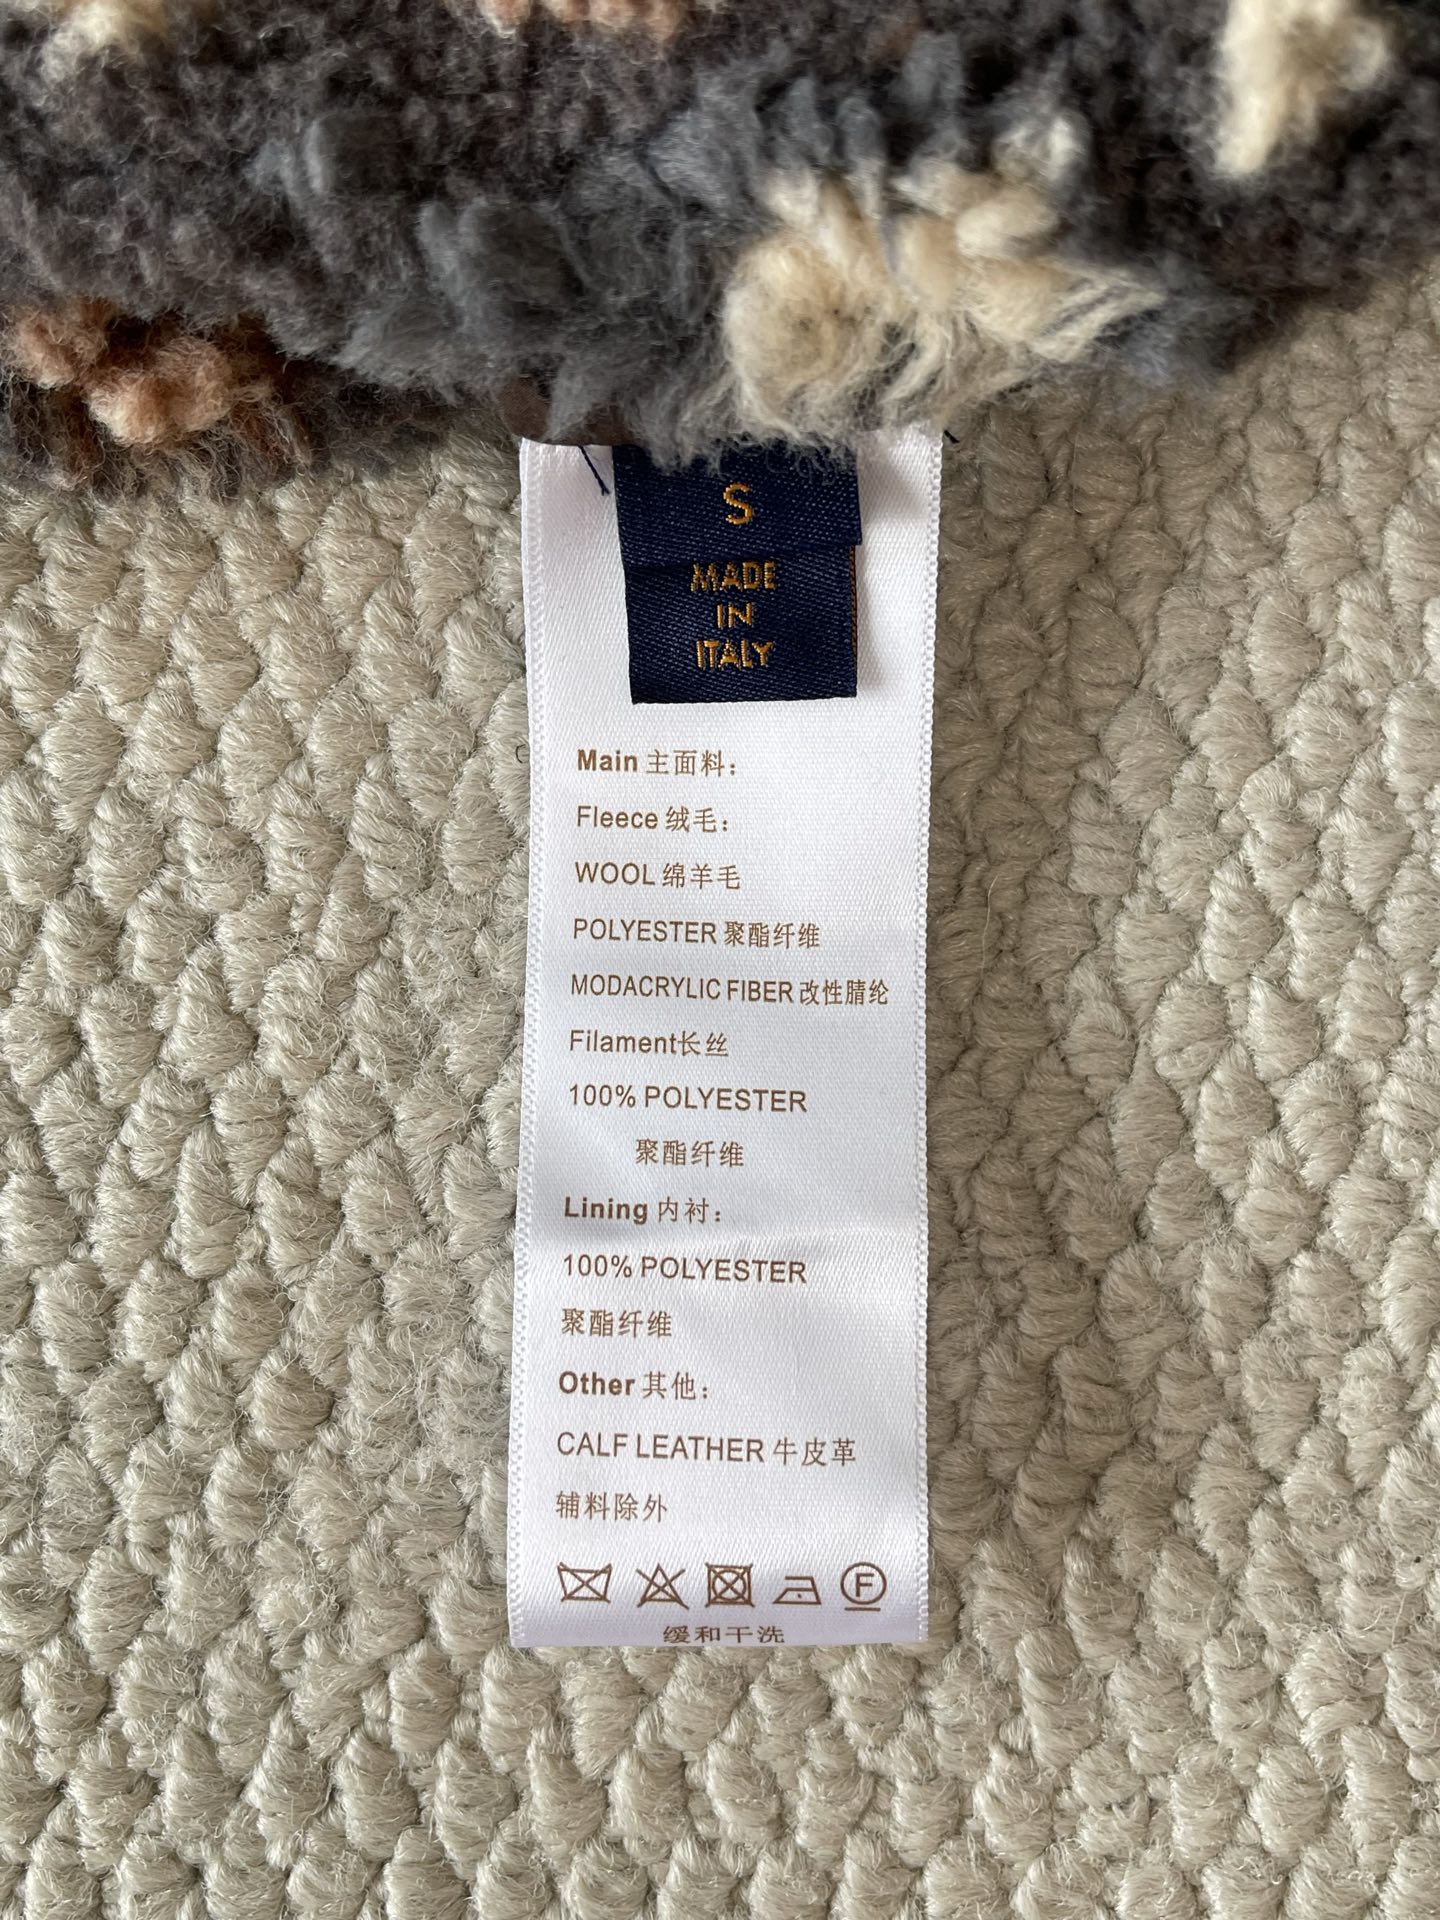 S
MADE
IN
ITALY
Main 主面料：
Fleece 绒毛：
WOOL 绵羊毛
POLYESTER 聚酯纤维
MODACRYLIC FIBER 改性腈纶
Filament长丝
100% POLYESTER
聚酯纤维
Lining 内衬：
100% POLYESTER
聚酯纤维
Other 其他：
CALF LEATHER 牛皮革
辅料除外
F
缓和干洗